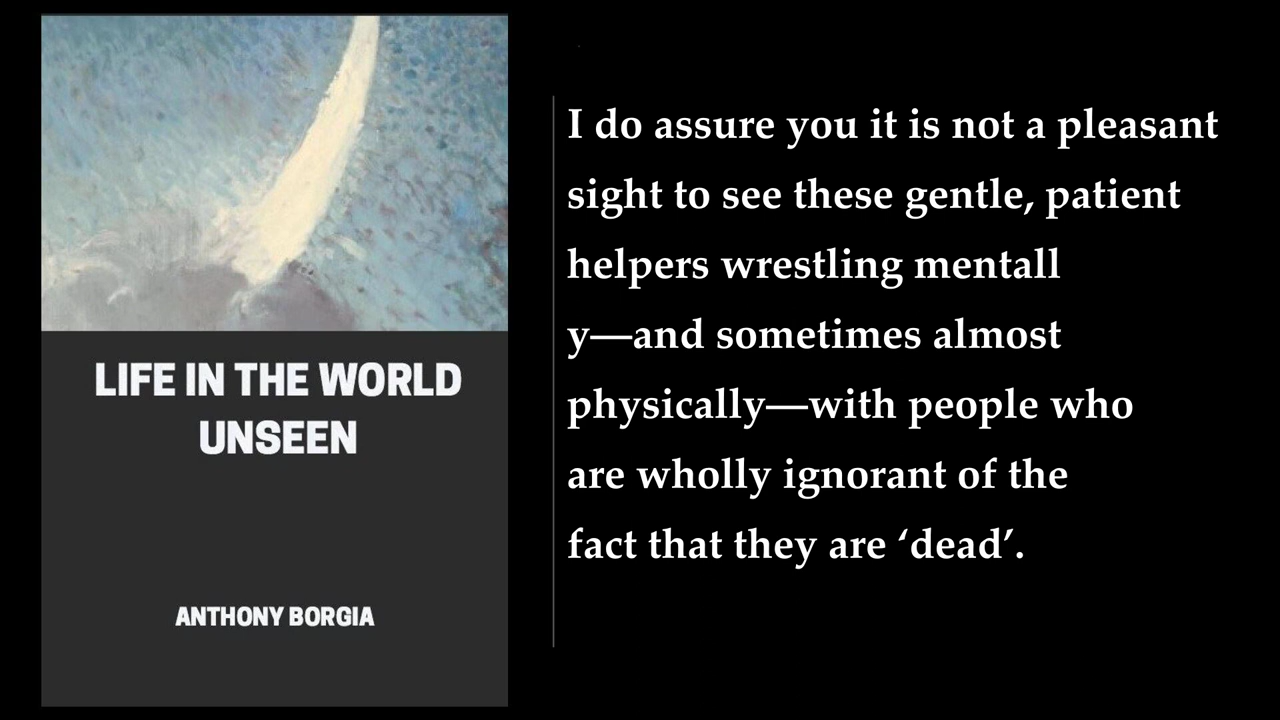 LIFE IN THE WORLD
UNSEEN
ANTHONY BORGIA
I do assure you it is not a pleasant
sight to see these gentle, patient
helpers wrestling mentall
y—and sometimes almost
physically—with people who
are wholly ignorant of the
fact that they are ‘dead’.